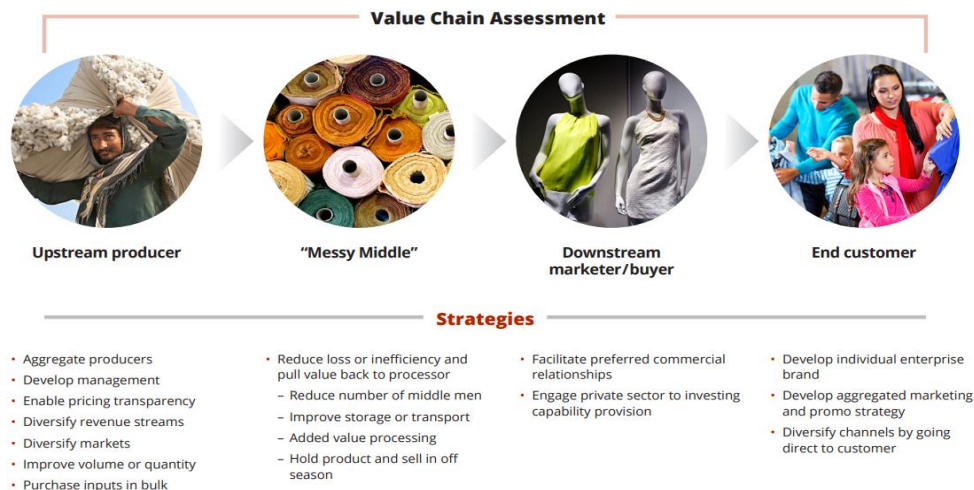 Value Chain Assessment
Upstream producer
“Messy Middle”
Downstream
marketer/buyer
End customer
Strategies
• Aggregate producers
• Develop management
• Enable pricing transparency
• Diversify revenue streams
• Diversify markets
• Improve volume or quantity
• Purchase inputs in bulk
• Reduce loss or inefficiency and
pull value back to processor
– Reduce number of middle men
– Improve storage or transport
– Added value processing
– Hold product and sell in off
season
• Facilitate preferred commercial
relationships
• Engage private sector to investing
capability provision
• Develop individual enterprise
brand
• Develop aggregated marketing
and promo strategy
• Diversify channels by going
direct to customer